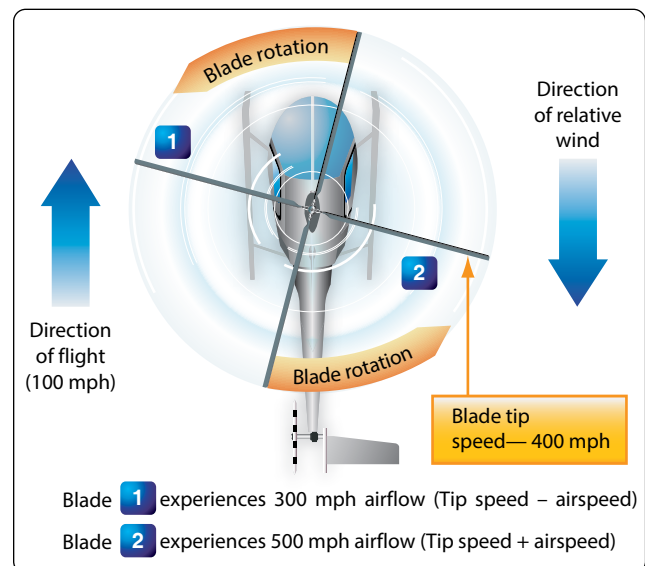 Blade rotation
1
Direction
of relative
wind
2
Direction
of flight
(100 mph)
Blade rotation
Blade tip
speed— 400 mph
Blade 1 experiences 300 mph airflow (Tip speed – airspeed)
Blade 2 experiences 500 mph airflow (Tip speed + airspeed)